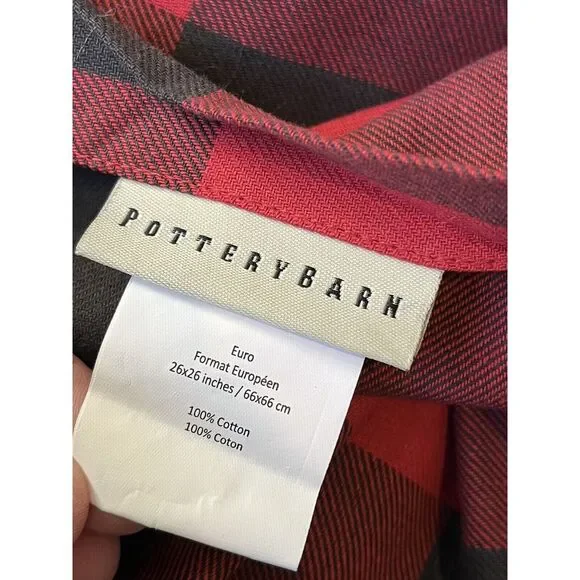 POTTERYBARN
Euro
Format Européen
26x26 inches / 66x66 cm
100% Cotton
100% Coton